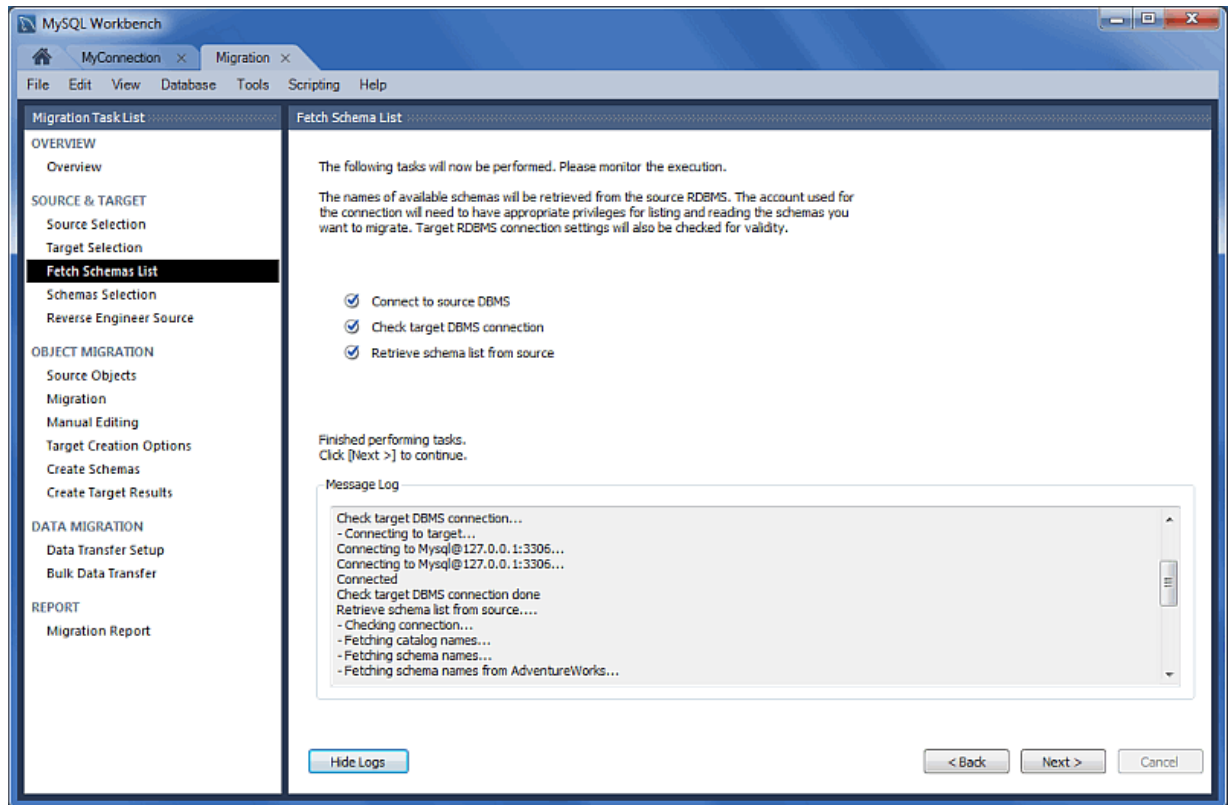 MySQL Workbench
MyConnection
Migration
File Edit View Database Tools Scripting Help
Migration Task List
OVERVIEW
Overview
SOURCE & TARGET
Source Selection
Target Selection
Fetch Schemas List
Schemas Selection
Reverse Engineer Source
OBJECT MIGRATION
Source Objects
Migration
Manual Editing
Target Creation Options
Create Schemas
Create Target Results
DATA MIGRATION
Data Transfer Setup
Bulk Data Transfer
REPORT
Migration Report
Fetch Schema List
The following tasks will now be performed. Please monitor the execution.
The names of available schemas will be retrieved from the source RDBMS. The account used for
the connection will need to have appropriate privileges for listing and reading the schemas you
want to migrate. Target RDBMS connection settings will also be checked for validity.
Connect to source DBMS
Check target DBMS connection
Retrieve schema list from source
Finished performing tasks.
Click [Next >] to continue.
Message Log
Check target DBMS connection...
- Connecting to target...
Connecting to Mysql@127.0.0.1:3306...
Connecting to Mysql@127.0.0.1:3306...
Connected
Check target DBMS connection done
Retrieve schema list from source....
- Checking connection...
- Fetching catalog names...
- Fetching schema names...
- Fetching schema names from AdventureWorks...
Hide Logs
< Back
Next >
Cancel